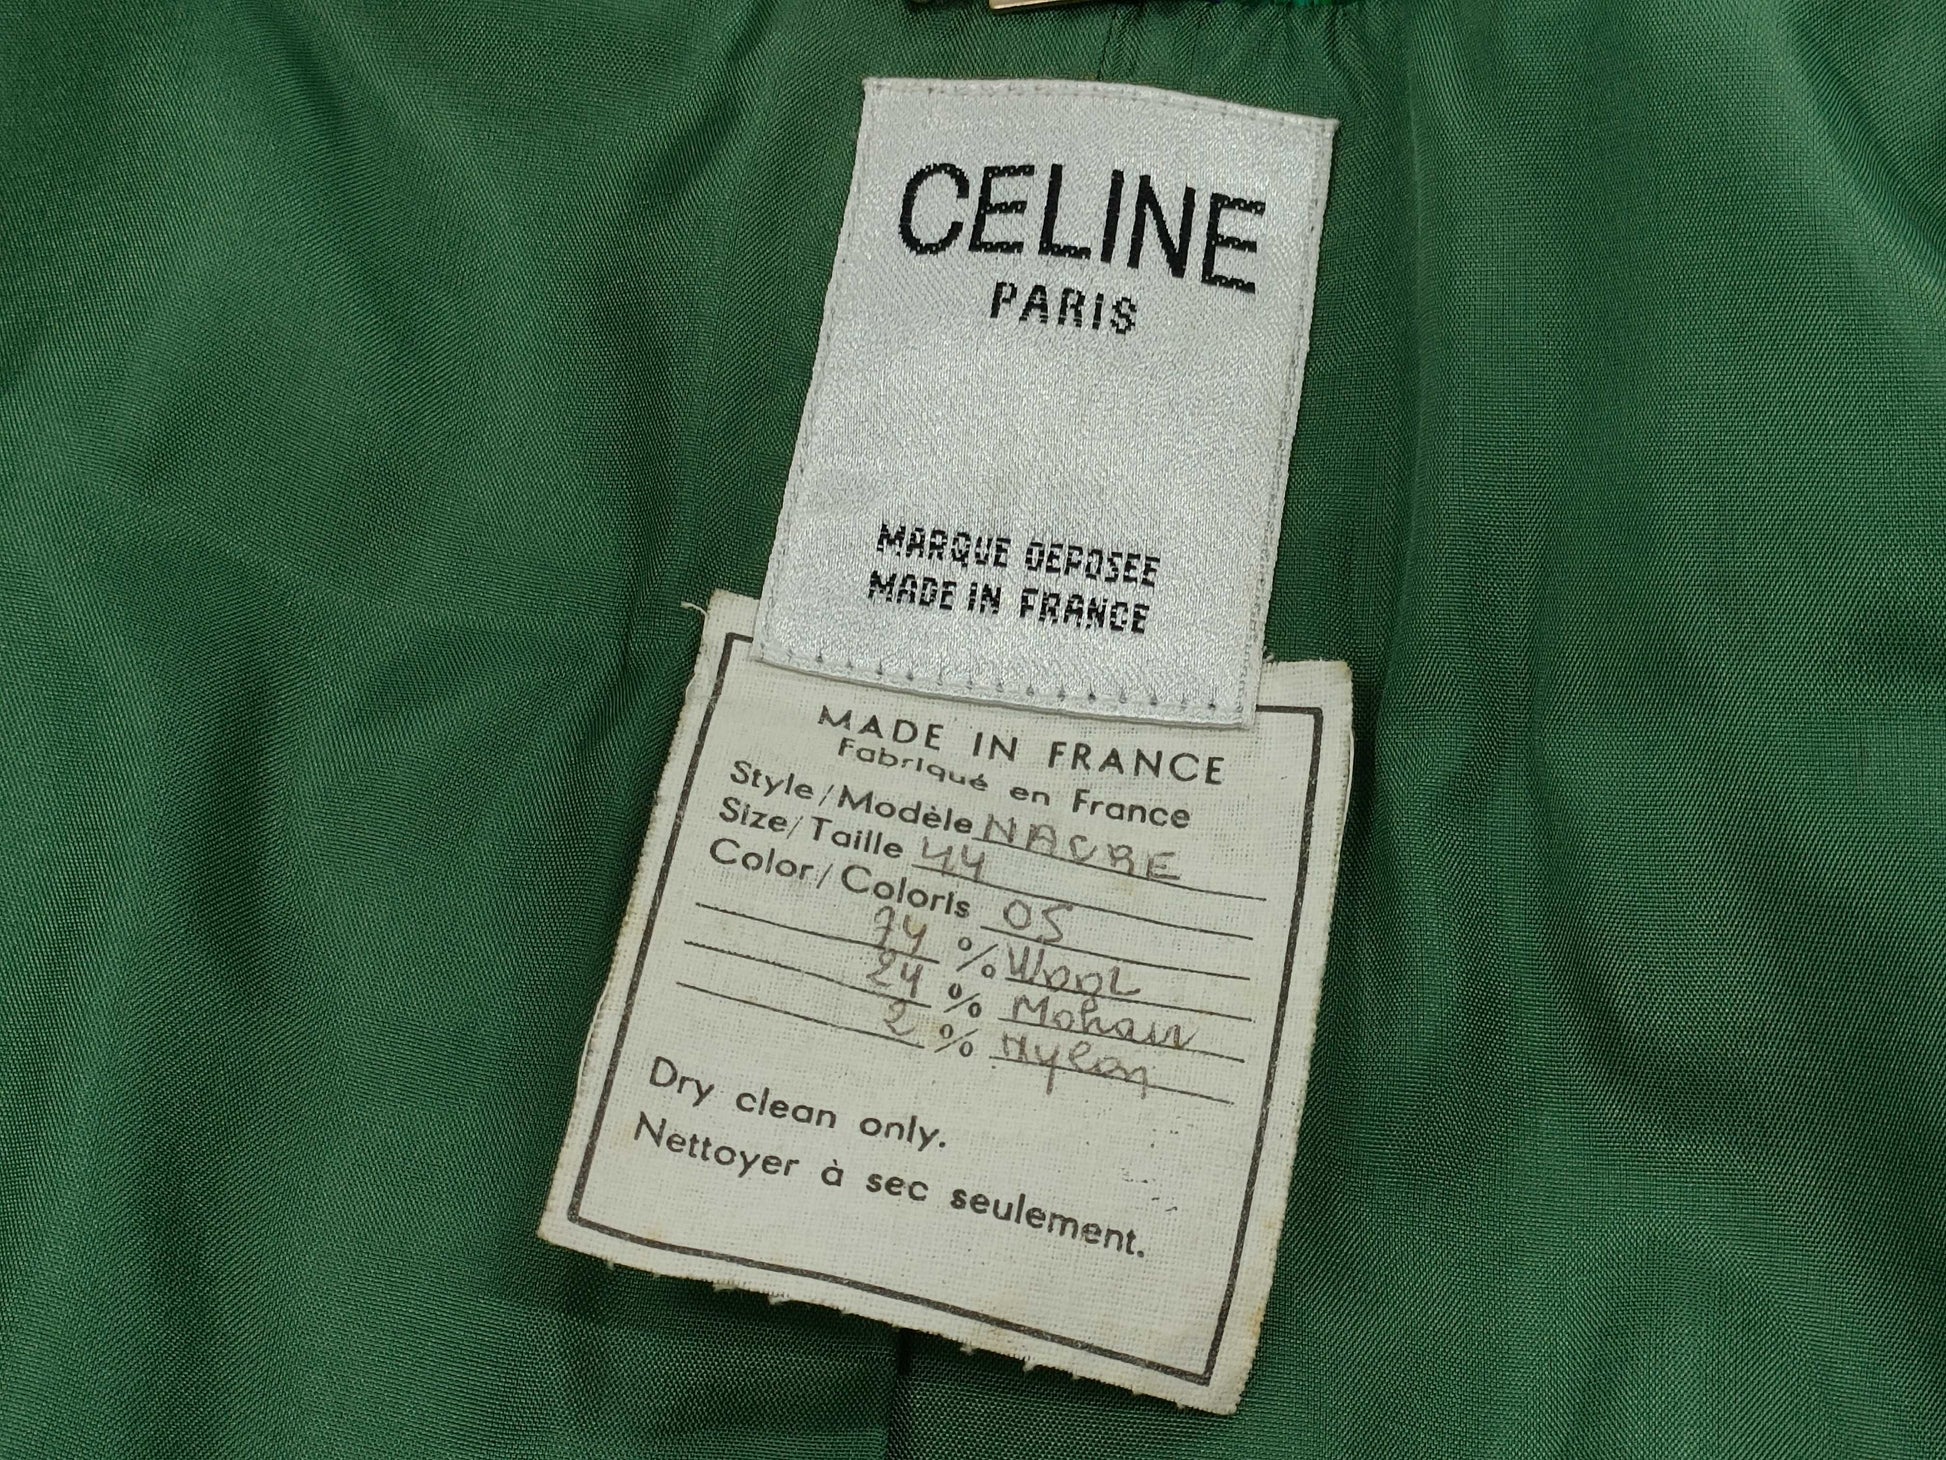 CELINE
PARIS
MARQUE DEPOSEE
MADE IN FRANCE
MADE IN FRANCE
Fabriqué en France
Style/Modèle NACRE
Size/Taille 44
Color/Coloris 05
74 % Wool
24 % Mohair
2 % Nylon
Dry clean only.
Nettoyer à sec seulement.